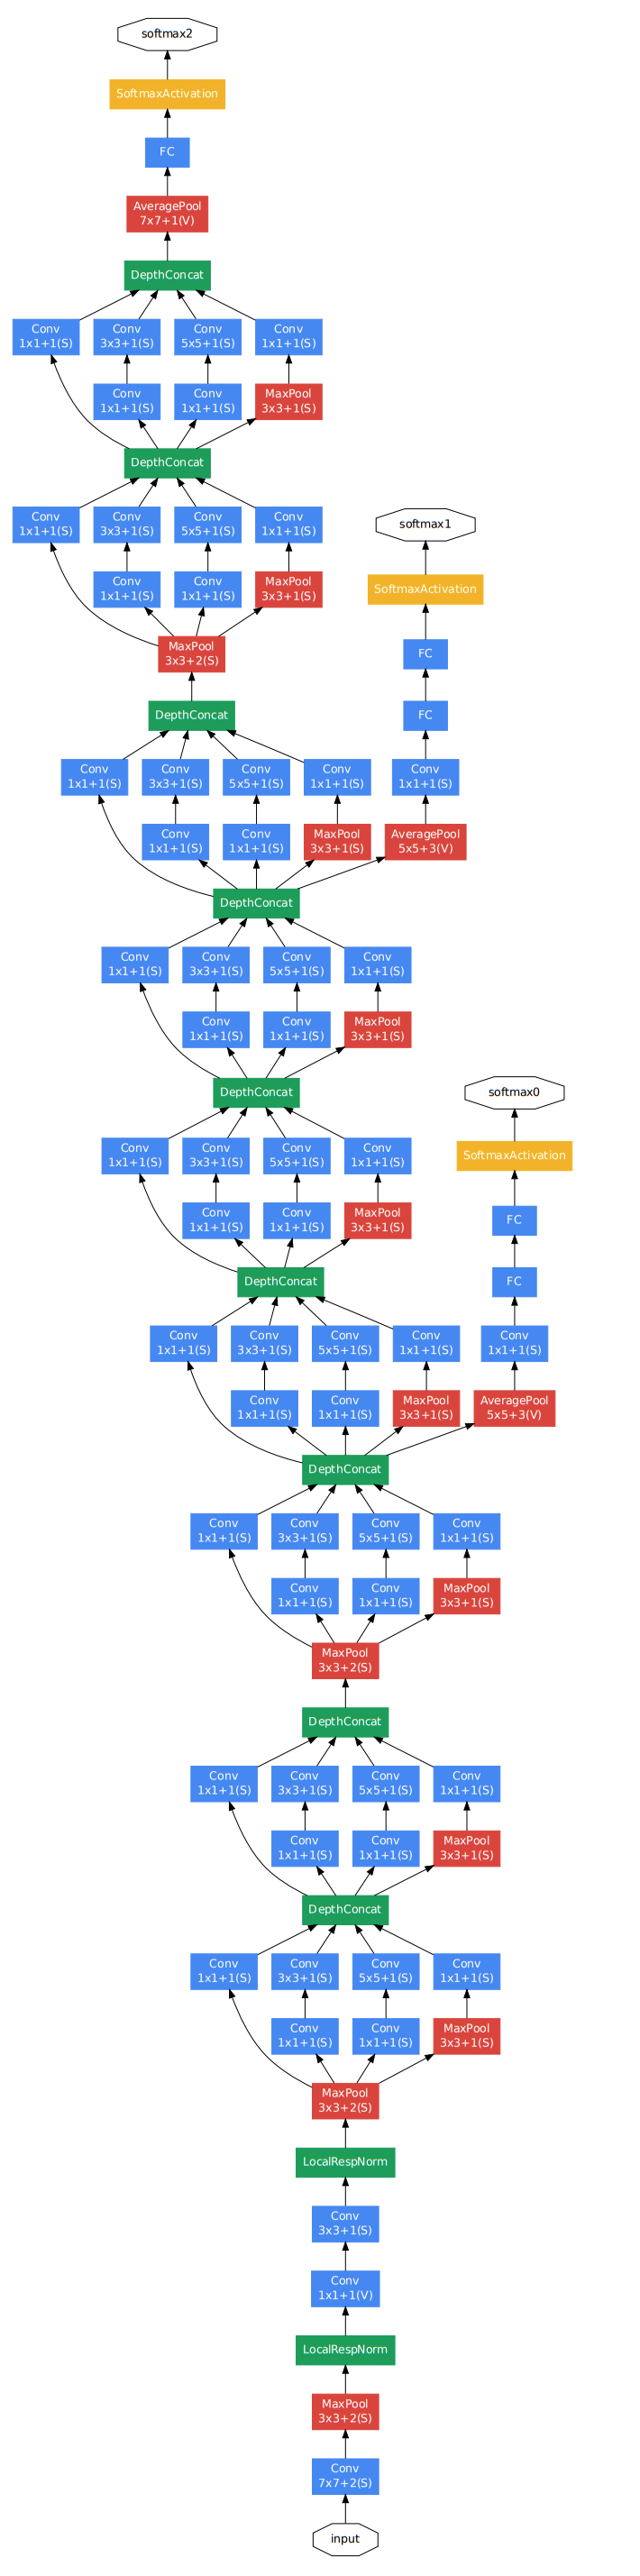 softmax2
SoftmaxActivation
FC
AveragePool
7x7+1(V)
DepthConcat
Conv
1x1+1(S)
Conv
3x3+1(S)
Conv
5x5+1(S)
Conv
1x1+1(S)
Conv
1x1+1(S)
Conv
1x1+1(S)
MaxPool
3x3+1(S)
DepthConcat
Conv
1x1+1(S)
Conv
3x3+1(S)
Conv
5x5+1(S)
Conv
1x1+1(S)
softmax1
Conv
1x1+1(S)
Conv
1x1+1(S)
MaxPool
3x3+1(S)
SoftmaxActivation
MaxPool
3x3+2(S)
FC
DepthConcat
FC
Conv
1x1+1(S)
Conv
3x3+1(S)
Conv
5x5+1(S)
Conv
1x1+1(S)
Conv
1x1+1(S)
Conv
1x1+1(S)
Conv
1x1+1(S)
MaxPool
3x3+1(S)
AveragePool
5x5+3(V)
DepthConcat
Conv
1x1+1(S)
Conv
3x3+1(S)
Conv
5x5+1(S)
Conv
1x1+1(S)
Conv
1x1+1(S)
Conv
1x1+1(S)
MaxPool
3x3+1(S)
DepthConcat
softmax0
Conv
1x1+1(S)
Conv
3x3+1(S)
Conv
5x5+1(S)
Conv
1x1+1(S)
SoftmaxActivation
Conv
1x1+1(S)
Conv
1x1+1(S)
MaxPool
3x3+1(S)
FC
DepthConcat
FC
Conv
1x1+1(S)
Conv
3x3+1(S)
Conv
5x5+1(S)
Conv
1x1+1(S)
Conv
1x1+1(S)
Conv
1x1+1(S)
Conv
1x1+1(S)
MaxPool
3x3+1(S)
AveragePool
5x5+3(V)
DepthConcat
Conv
1x1+1(S)
Conv
3x3+1(S)
Conv
5x5+1(S)
Conv
1x1+1(S)
Conv
1x1+1(S)
Conv
1x1+1(S)
MaxPool
3x3+1(S)
MaxPool
3x3+2(S)
DepthConcat
Conv
1x1+1(S)
Conv
3x3+1(S)
Conv
5x5+1(S)
Conv
1x1+1(S)
Conv
1x1+1(S)
Conv
1x1+1(S)
MaxPool
3x3+1(S)
DepthConcat
Conv
1x1+1(S)
Conv
3x3+1(S)
Conv
5x5+1(S)
Conv
1x1+1(S)
Conv
1x1+1(S)
Conv
1x1+1(S)
MaxPool
3x3+1(S)
MaxPool
3x3+2(S)
LocalRespNorm
Conv
3x3+1(S)
Conv
1x1+1(V)
LocalRespNorm
MaxPool
3x3+2(S)
Conv
7x7+2(S)
input